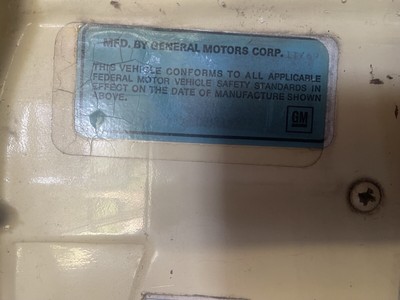 MFD. BY GENERAL MOTORS CORP.
THIS VEHICLE CONFORMS TO ALL APPLICABLE
FEDERAL MOTOR VEHICLE SAFETY STANDARDS IN
EFFECT ON THE DATE OF MANUFACTURE SHOWN
ABOVE.
GM